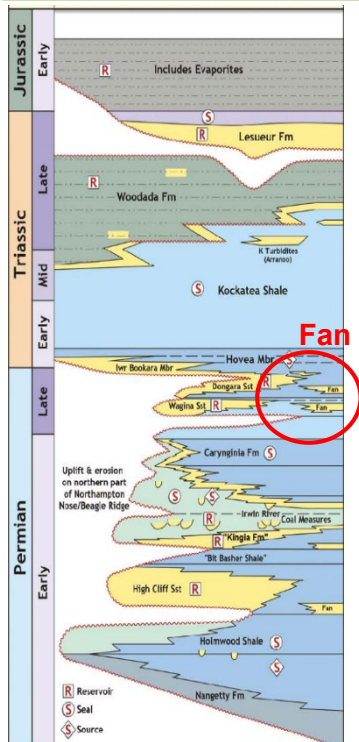 Jurassic
Early
R
Includes Evaporites
S
R
Lesueur Fm
Triassic
Late
R
Woodada Fm
K Turbidites
(Arranoo)
Mid
S
Kockatea Shale
Early
Fan
Hovea Mbr
S
lwr Bookara Mbr
Permian
Late
Dongara Sst
R
Fan
Wagina Sst
R
Fan
Carynginia Fm
S
Uplift & erosion
on northern part
of Northampton
Nose/Beagle Ridge
S
S
Irwin River
R
Coal Measures
R
"Kingia Fm"
Early
"Bit Basher Shale"
High Cliff Sst
R
Fan
Holmwood Shale
S
S
Nangetty Fm
R Reservoir
S Seal
S Source